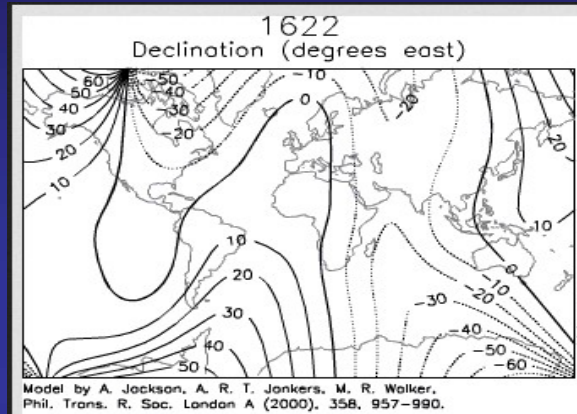 1622
Declination (degrees east)
60 -50 -10
50 -40
40 -30 0 -20
30 -20
20 20
10
10 10
20 0 -10
-20
30 -30
-40
40 -50
50 -60
Model by A. Jackson, A. R. T. Jonkers, M. R. Walker,
Phil. Trans. R. Soc. London A (2000), 358, 957-990.